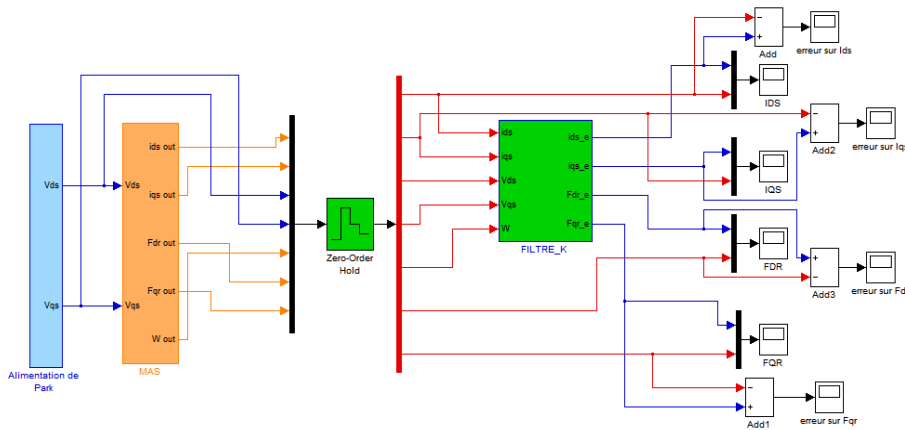 Add
erreur sur Ids
IDS
Add2
erreur sur Iqs
IQS
FDR
Add3
erreur sur Fd
FQR
Add1
erreur sur Fqr
Vds
Vqs
Alimentation de
Park
Vds
Vqs
ids out
iqs out
Fdr out
Fqr out
W out
MAS
Zero-Order
Hold
ids
iqs
Vds
Vqs
W
ids_e
iqs_e
Fdr_e
Fqr_e
FILTRE_K